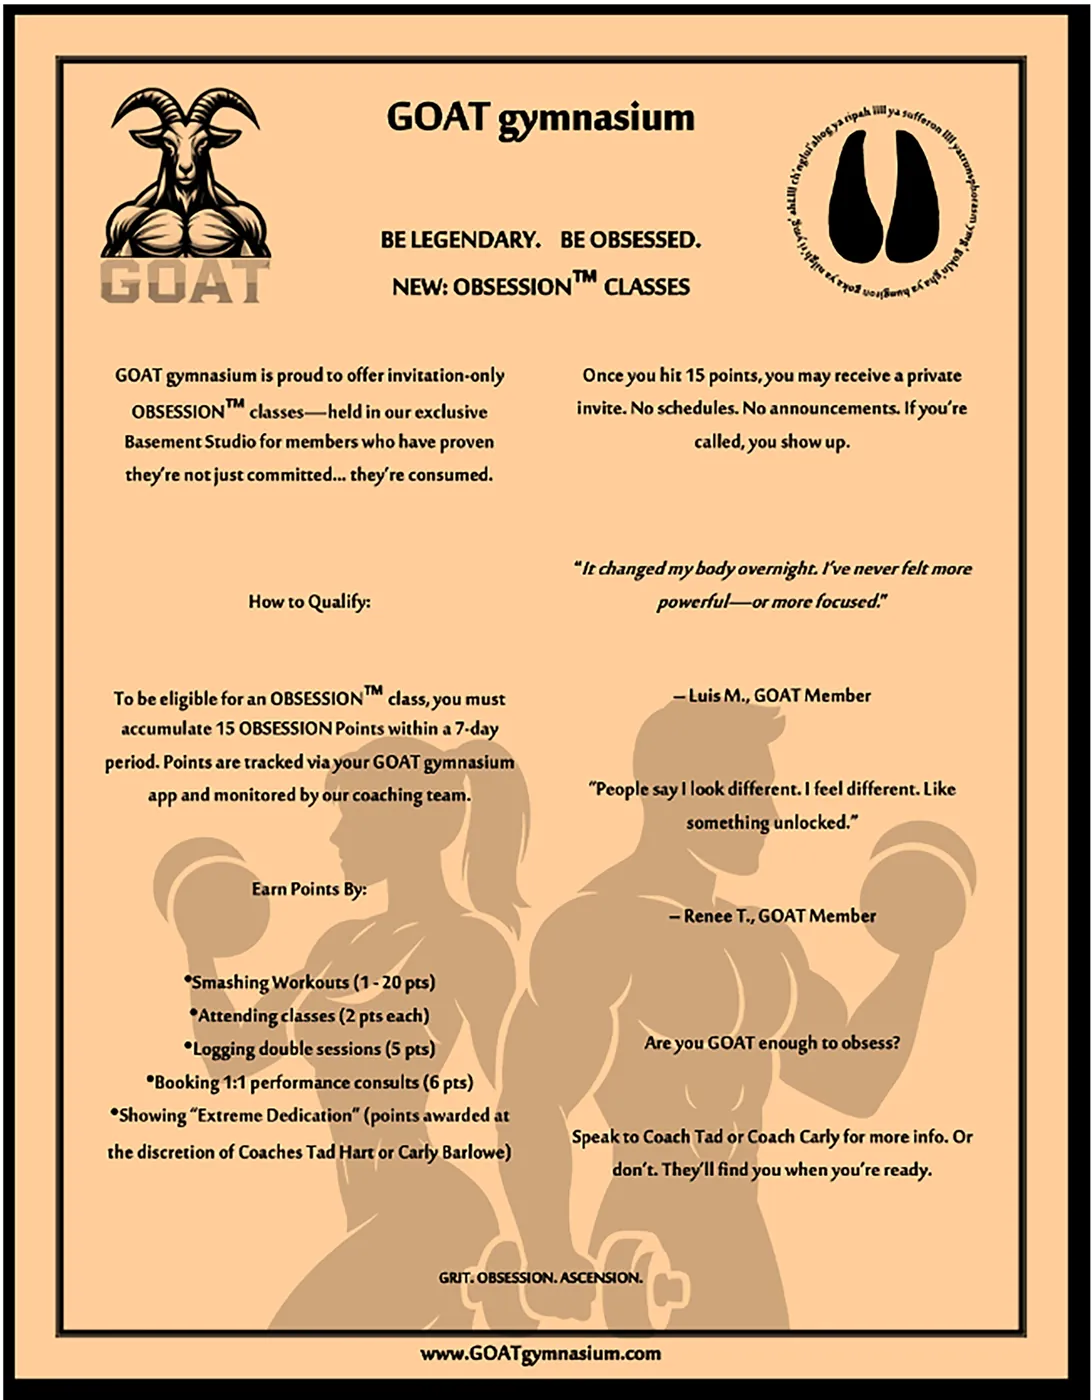 GOAT gymnasium
BE LEGENDARY. BE OBSESSED.
NEW: OBSESSION™ CLASSES
GOAT
GOAT gymnasium is proud to offer invitation-only
OBSESSION™ classes—held in our exclusive
Basement Studio for members who have proven
they're not just committed... they're consumed.
How to Qualify:
To be eligible for an OBSESSION™ class, you must
accumulate 15 OBSESSION Points within a 7-day
period. Points are tracked via your GOAT gymnasium
app and monitored by our coaching team.
Earn Points By:
•Smashing Workouts (1 - 20 pts)
•Attending classes (2 pts each)
•Logging double sessions (5 pts)
•Booking 1:1 performance consults (6 pts)
•Showing “Extreme Dedication” (points awarded at
the discretion of Coaches Tad Hart or Carly Barlowe)
Once you hit 15 points, you may receive a private
invite. No schedules. No announcements. If you're
called, you show up.
“It changed my body overnight. I've never felt more
powerful—or more focused.”
— Luis M., GOAT Member
“People say I look different. I feel different. Like
something unlocked.”
— Renee T., GOAT Member
Are you GOAT enough to obsess?
Speak to Coach Tad or Coach Carly for more info. Or
don't. They'll find you when you're ready.
GRIT. OBSESSION. ASCENSION.
www.GOATgymnasium.com